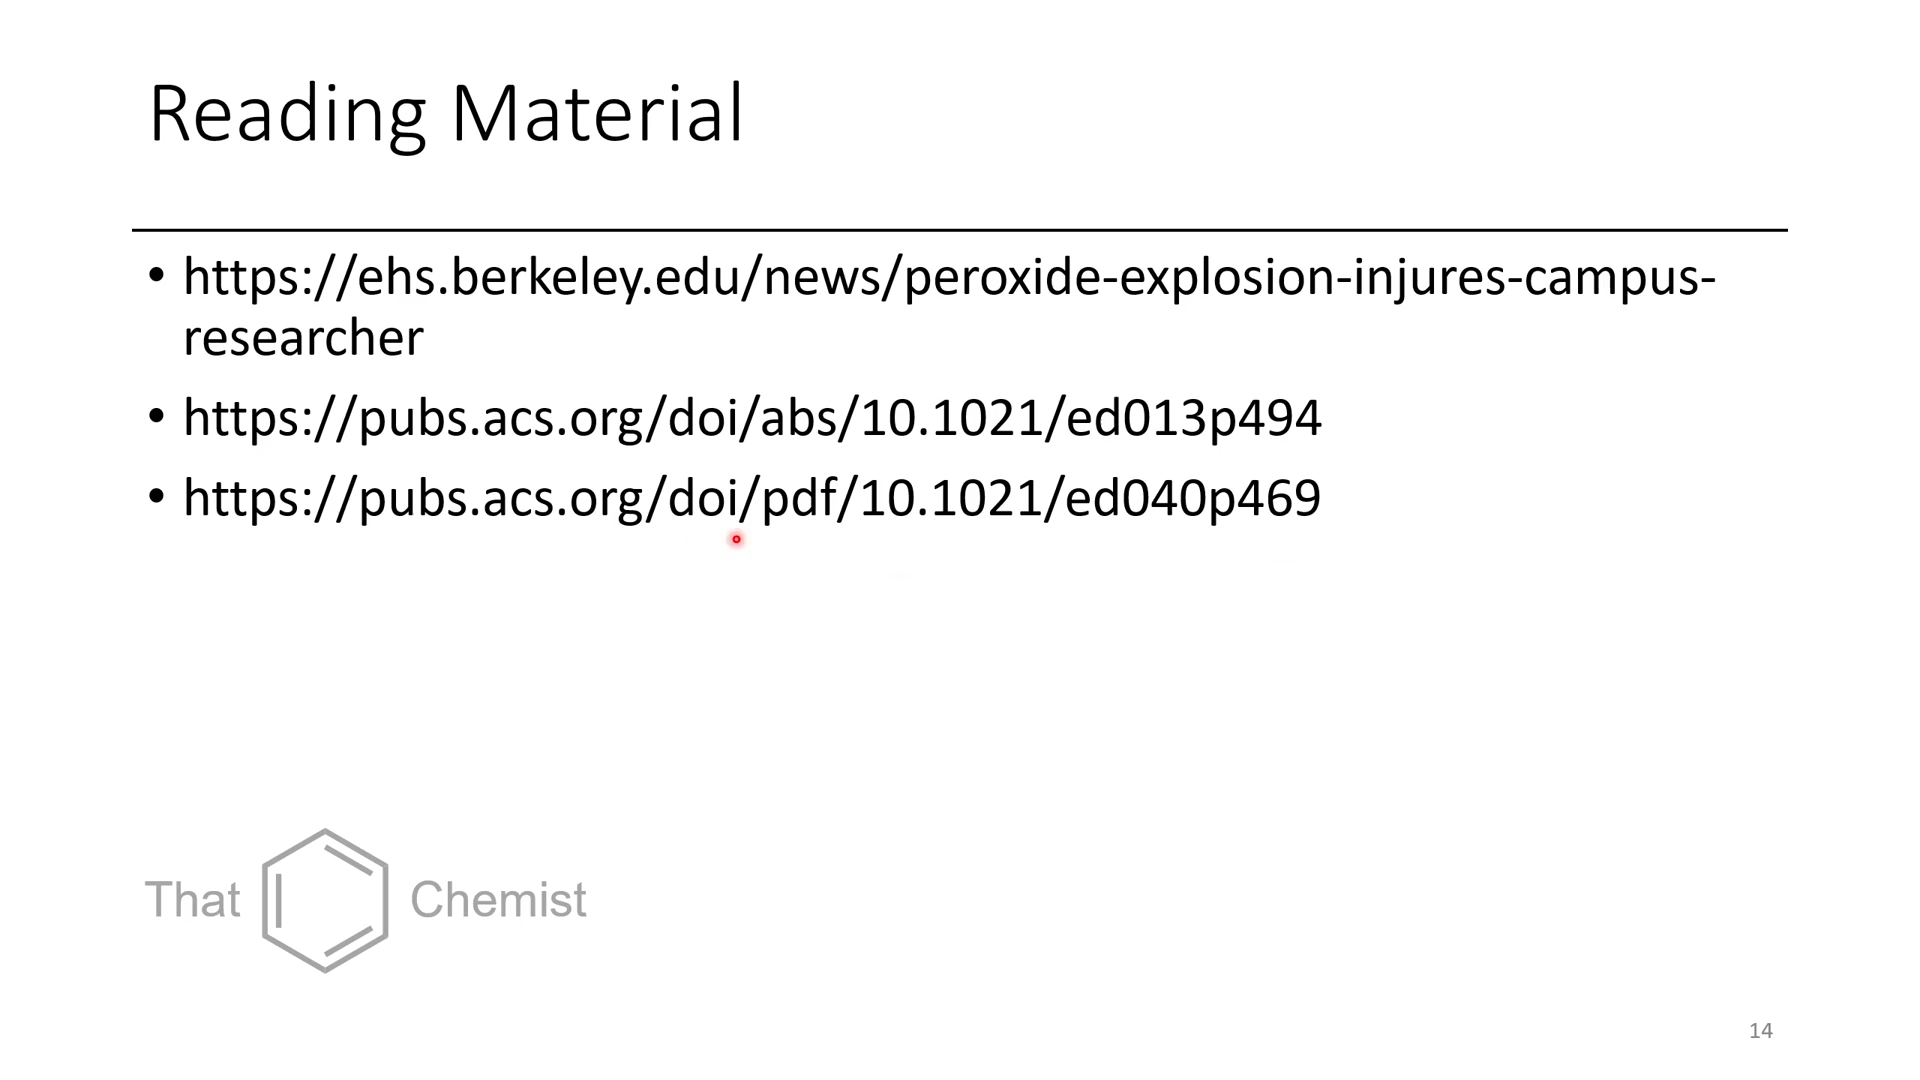 Reading Material
• https://ehs.berkeley.edu/news/peroxide-explosion-injures-campus-
researcher
• https://pubs.acs.org/doi/abs/10.1021/ed013p494
• https://pubs.acs.org/doi/pdf/10.1021/ed040p469
That Chemist
14